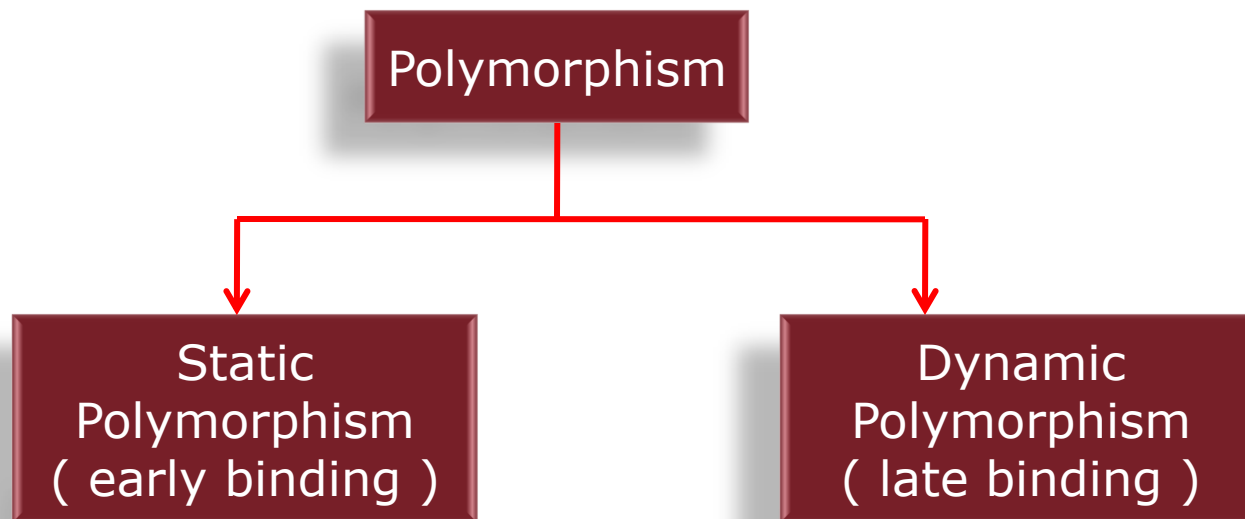 Polymorphism
Static
Polymorphism
( early binding )
Dynamic
Polymorphism
( late binding )